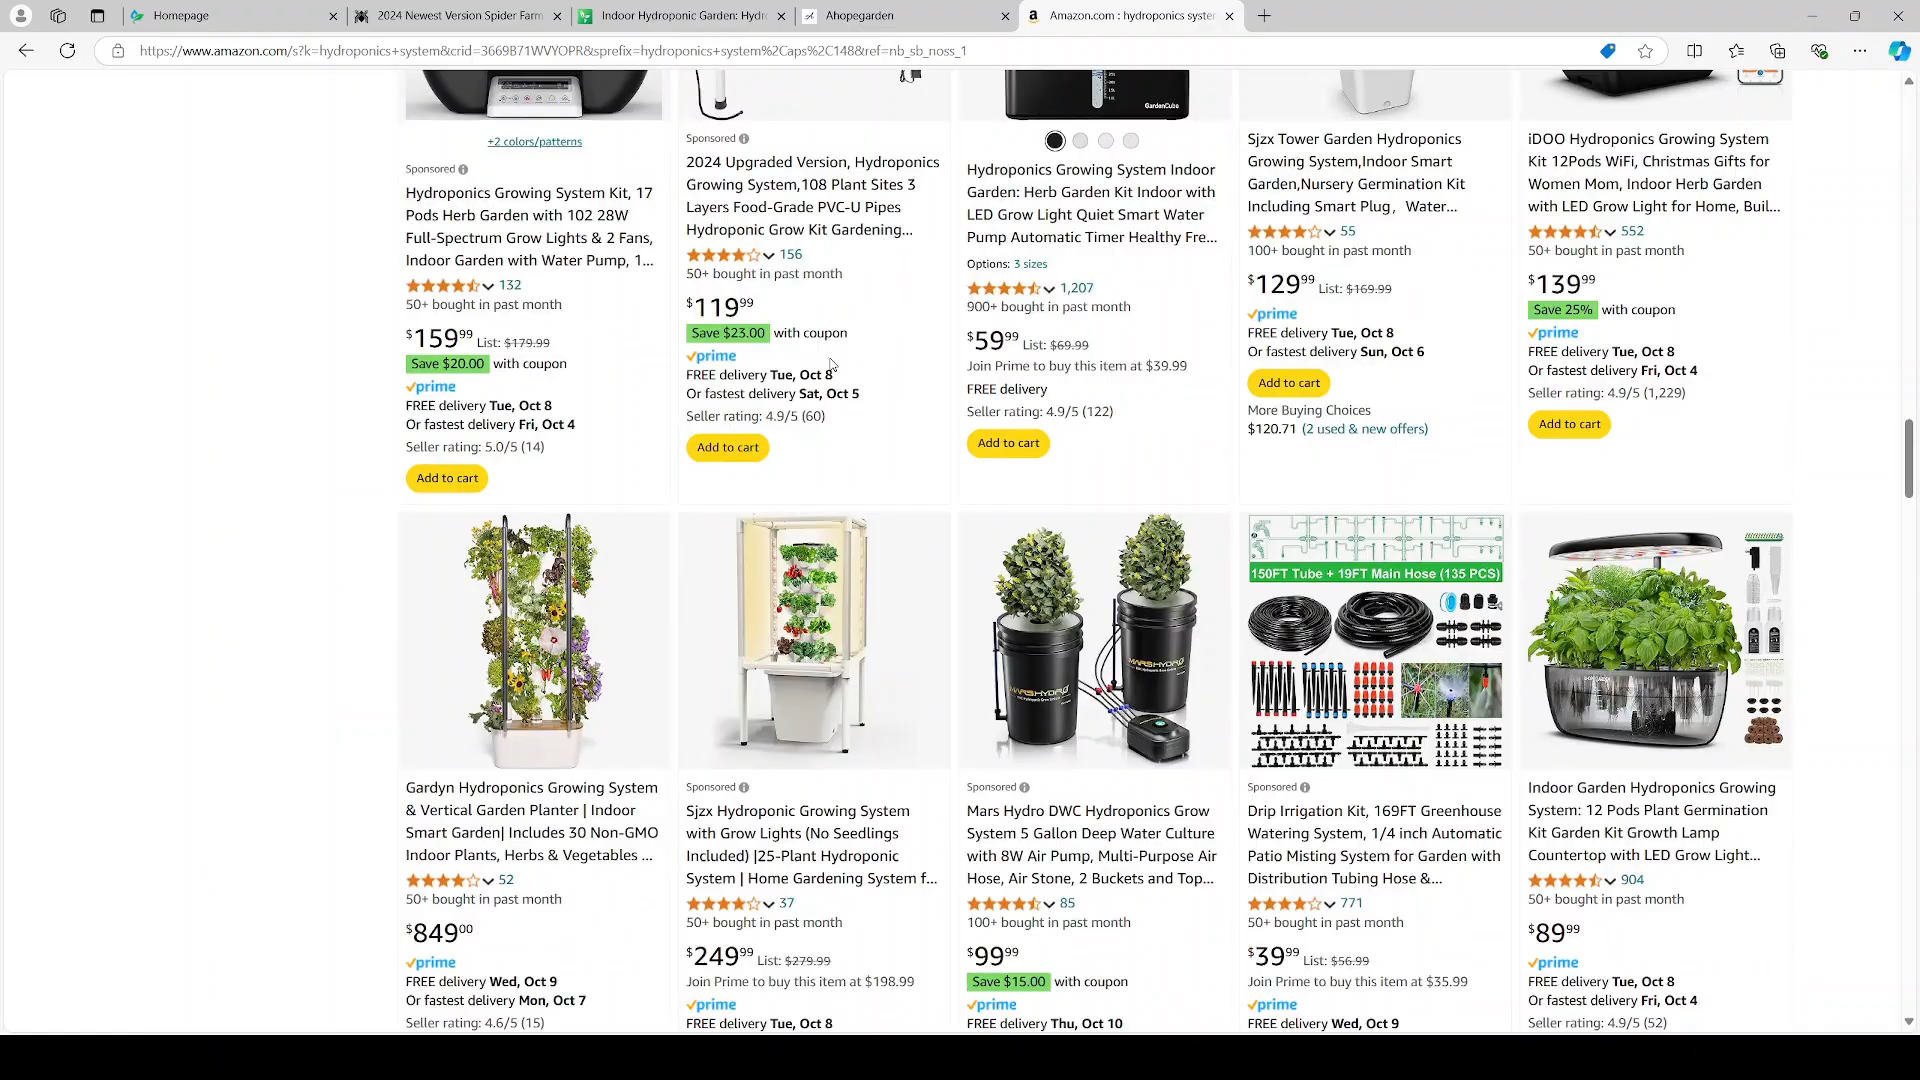 Homepage
2024 Newest Version Spider Farm
Indoor Hydroponic Garden: Hydr
Ahopegarden
Amazon.com : hydroponics syster
https://www.amazon.com/s?k=hydroponics+system&crid=3669B71WVYOPR&sprefix=hydroponics+system%2Caps%2C148&ref=nb_sb_noss_1
+2 colors/patterns
Sponsored
Hydroponics Growing System Kit, 17
Pods Herb Garden with 102 28W
Full-Spectrum Grow Lights & 2 Fans,
Indoor Garden with Water Pump, 1...
132
50+ bought in past month
$159.99 List: $179.99
Save $20.00 with coupon
prime
FREE delivery Tue, Oct 8
Or fastest delivery Fri, Oct 4
Seller rating: 5.0/5 (14)
Add to cart
Sponsored
2024 Upgraded Version, Hydroponics
Growing System,108 Plant Sites 3
Layers Food-Grade PVC-U Pipes
Hydroponic Grow Kit Gardening...
156
50+ bought in past month
$119.99
Save $23.00 with coupon
prime
FREE delivery Tue, Oct 8
Or fastest delivery Sat, Oct 5
Seller rating: 4.9/5 (60)
Add to cart
GardenCube
Hydroponics Growing System Indoor
Garden: Herb Garden Kit Indoor with
LED Grow Light Quiet Smart Water
Pump Automatic Timer Healthy Fre...
Options: 3 sizes
1,207
900+ bought in past month
$59.99 List: $69.99
Join Prime to buy this item at $39.99
FREE delivery
Seller rating: 4.9/5 (122)
Add to cart
Sjzx Tower Garden Hydroponics
Growing System,Indoor Smart
Garden,Nursery Germination Kit
Including Smart Plug，Water...
55
100+ bought in past month
$129.99 List: $169.99
prime
FREE delivery Tue, Oct 8
Or fastest delivery Sun, Oct 6
Add to cart
More Buying Choices
$120.71 (2 used & new offers)
iDOO Hydroponics Growing System
Kit 12Pods WiFi, Christmas Gifts for
Women Mom, Indoor Herb Garden
with LED Grow Light for Home, Buil...
552
50+ bought in past month
$139.99
Save 25% with coupon
prime
FREE delivery Tue, Oct 8
Or fastest delivery Fri, Oct 4
Seller rating: 4.9/5 (1,229)
Add to cart
Gardyn Hydroponics Growing System
& Vertical Garden Planter | Indoor
Smart Garden| Includes 30 Non-GMO
Indoor Plants, Herbs & Vegetables ...
52
50+ bought in past month
$849.00
prime
FREE delivery Wed, Oct 9
Or fastest delivery Mon, Oct 7
Seller rating: 4.6/5 (15)
Sponsored
Sjzx Hydroponic Growing System
with Grow Lights (No Seedlings
Included) |25-Plant Hydroponic
System | Home Gardening System f...
37
50+ bought in past month
$249.99 List: $279.99
Join Prime to buy this item at $198.99
prime
FREE delivery Tue, Oct 8
MARS HYDRO
MARS HYDRO
Sponsored
Mars Hydro DWC Hydroponics Grow
System 5 Gallon Deep Water Culture
with 8W Air Pump, Multi-Purpose Air
Hose, Air Stone, 2 Buckets and Top...
85
100+ bought in past month
$99.99
Save $15.00 with coupon
prime
FREE delivery Thu, Oct 10
150FT Tube + 19FT Main Hose (135 PCS)
Sponsored
Drip Irrigation Kit, 169FT Greenhouse
Watering System, 1/4 inch Automatic
Patio Misting System for Garden with
Distribution Tubing Hose &...
771
50+ bought in past month
$39.99 List: $56.99
Join Prime to buy this item at $35.99
prime
FREE delivery Wed, Oct 9
Indoor Garden Hydroponics Growing
System: 12 Pods Plant Germination
Kit Garden Kit Growth Lamp
Countertop with LED Grow Light...
904
50+ bought in past month
$89.99
prime
FREE delivery Tue, Oct 8
Or fastest delivery Fri, Oct 4
Seller rating: 4.9/5 (52)